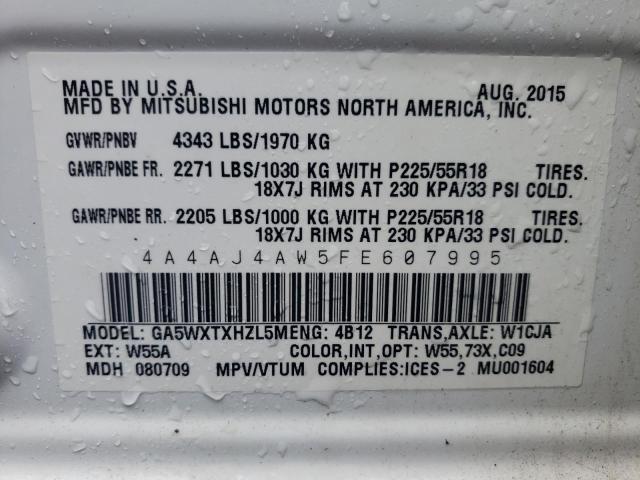 MADE IN U.S.A. AUG. 2015
MFD BY MITSUBISHI MOTORS NORTH AMERICA, INC.
GVWR/PNBV 4343 LBS/1970 KG
GAWR/PNBE FR. 2271 LBS/1030 KG WITH P225/55R18 TIRES.
18X7J RIMS AT 230 KPA/33 PSI COLD.
GAWR/PNBE RR. 2205 LBS/1000 KG WITH P225/55R18 TIRES.
18X7J RIMS AT 230 KPA/33 PSI COLD.
4A4AJ4AW5FE607995
MODEL: GA5WXTXHZL5MENG: 4B12 TRANS,AXLE: W1CJA
EXT: W55A COLOR,INT,OPT: W55,73X,C09
MDH 080709 MPV/VTUM COMPLIES:ICES-2 MU001604